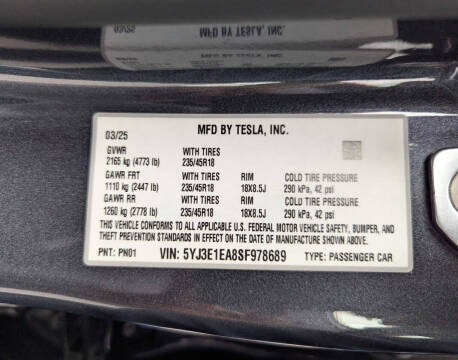 MFD BY TESLA, INC.
03/25
GVWR WITH TIRES
2165 kg (4773 lb) 235/45R18
GAWR FRT WITH TIRES RIM COLD TIRE PRESSURE
1110 kg (2447 lb) 235/45R18 18X8.5J 290 kPa, 42 psi
GAWR RR WITH TIRES RIM COLD TIRE PRESSURE
1260 kg (2778 lb) 235/45R18 18X8.5J 290 kPa, 42 psi
THIS VEHICLE CONFORMS TO ALL APPLICABLE U.S. FEDERAL MOTOR VEHICLE SAFETY, BUMPER, AND
THEFT PREVENTION STANDARDS IN EFFECT ON THE DATE OF MANUFACTURE SHOWN ABOVE.
PNT: PN01 VIN: 5YJ3E1EA8SF978689 TYPE: PASSENGER CAR